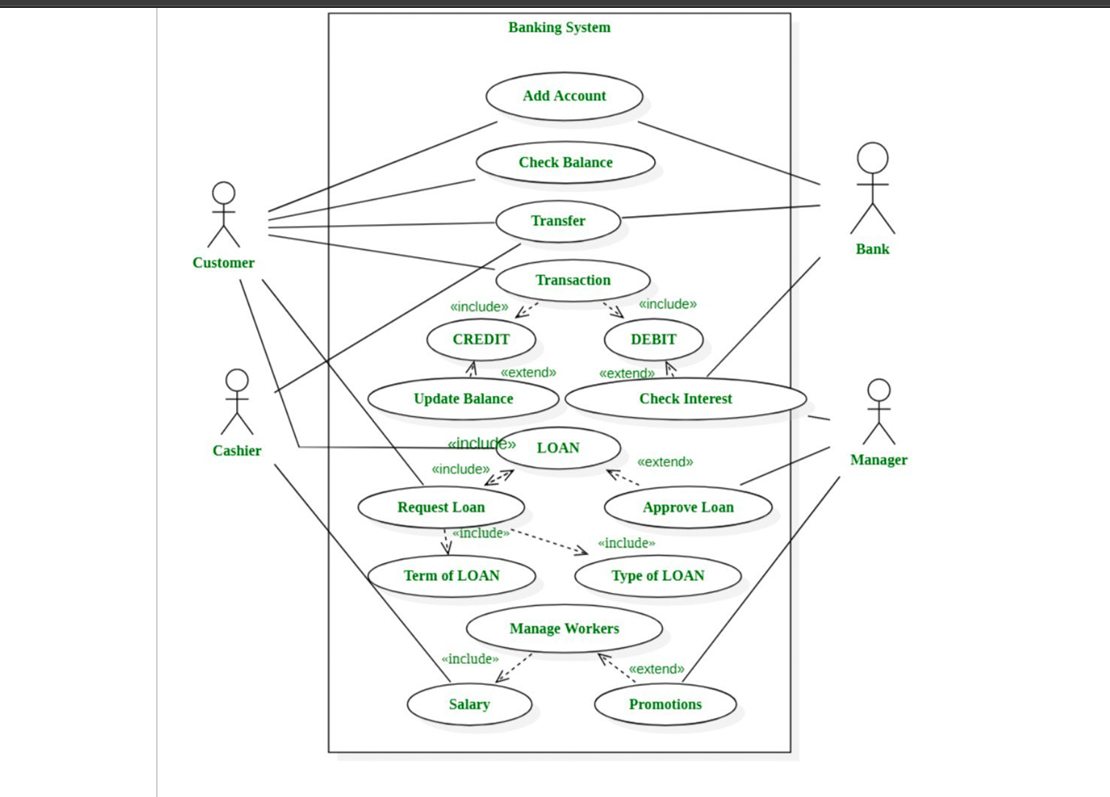 Banking System
Add Account
Check Balance
Transfer
Customer
Bank
Transaction
«include»
«include»
CREDIT
DEBIT
«extend»
«extend»
Update Balance
Check Interest
«include»
LOAN
Cashier
Manager
«include»
«extend»
Request Loan
Approve Loan
«include»
«include»
Term of LOAN
Type of LOAN
Manage Workers
«include»
«extend»
Salary
Promotions